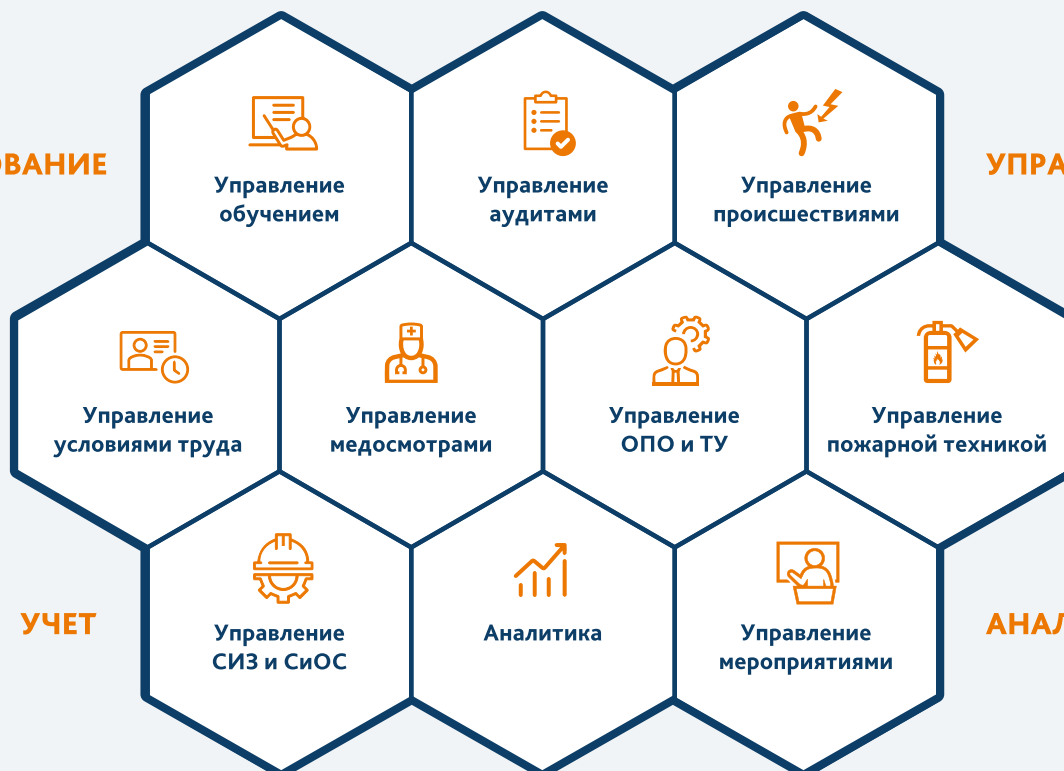 Управление
обучением
Управление
аудитами
Управление
происшествиями
ОВАНИЕ
УПРА
Управление
условиями труда
Управление
медосмотрами
Управление
ОПО и ТУ
Управление
пожарной техникой
УЧЕТ
Управление
СИЗ и СиОС
Аналитика
Управление
мероприятиями
АНАЛ